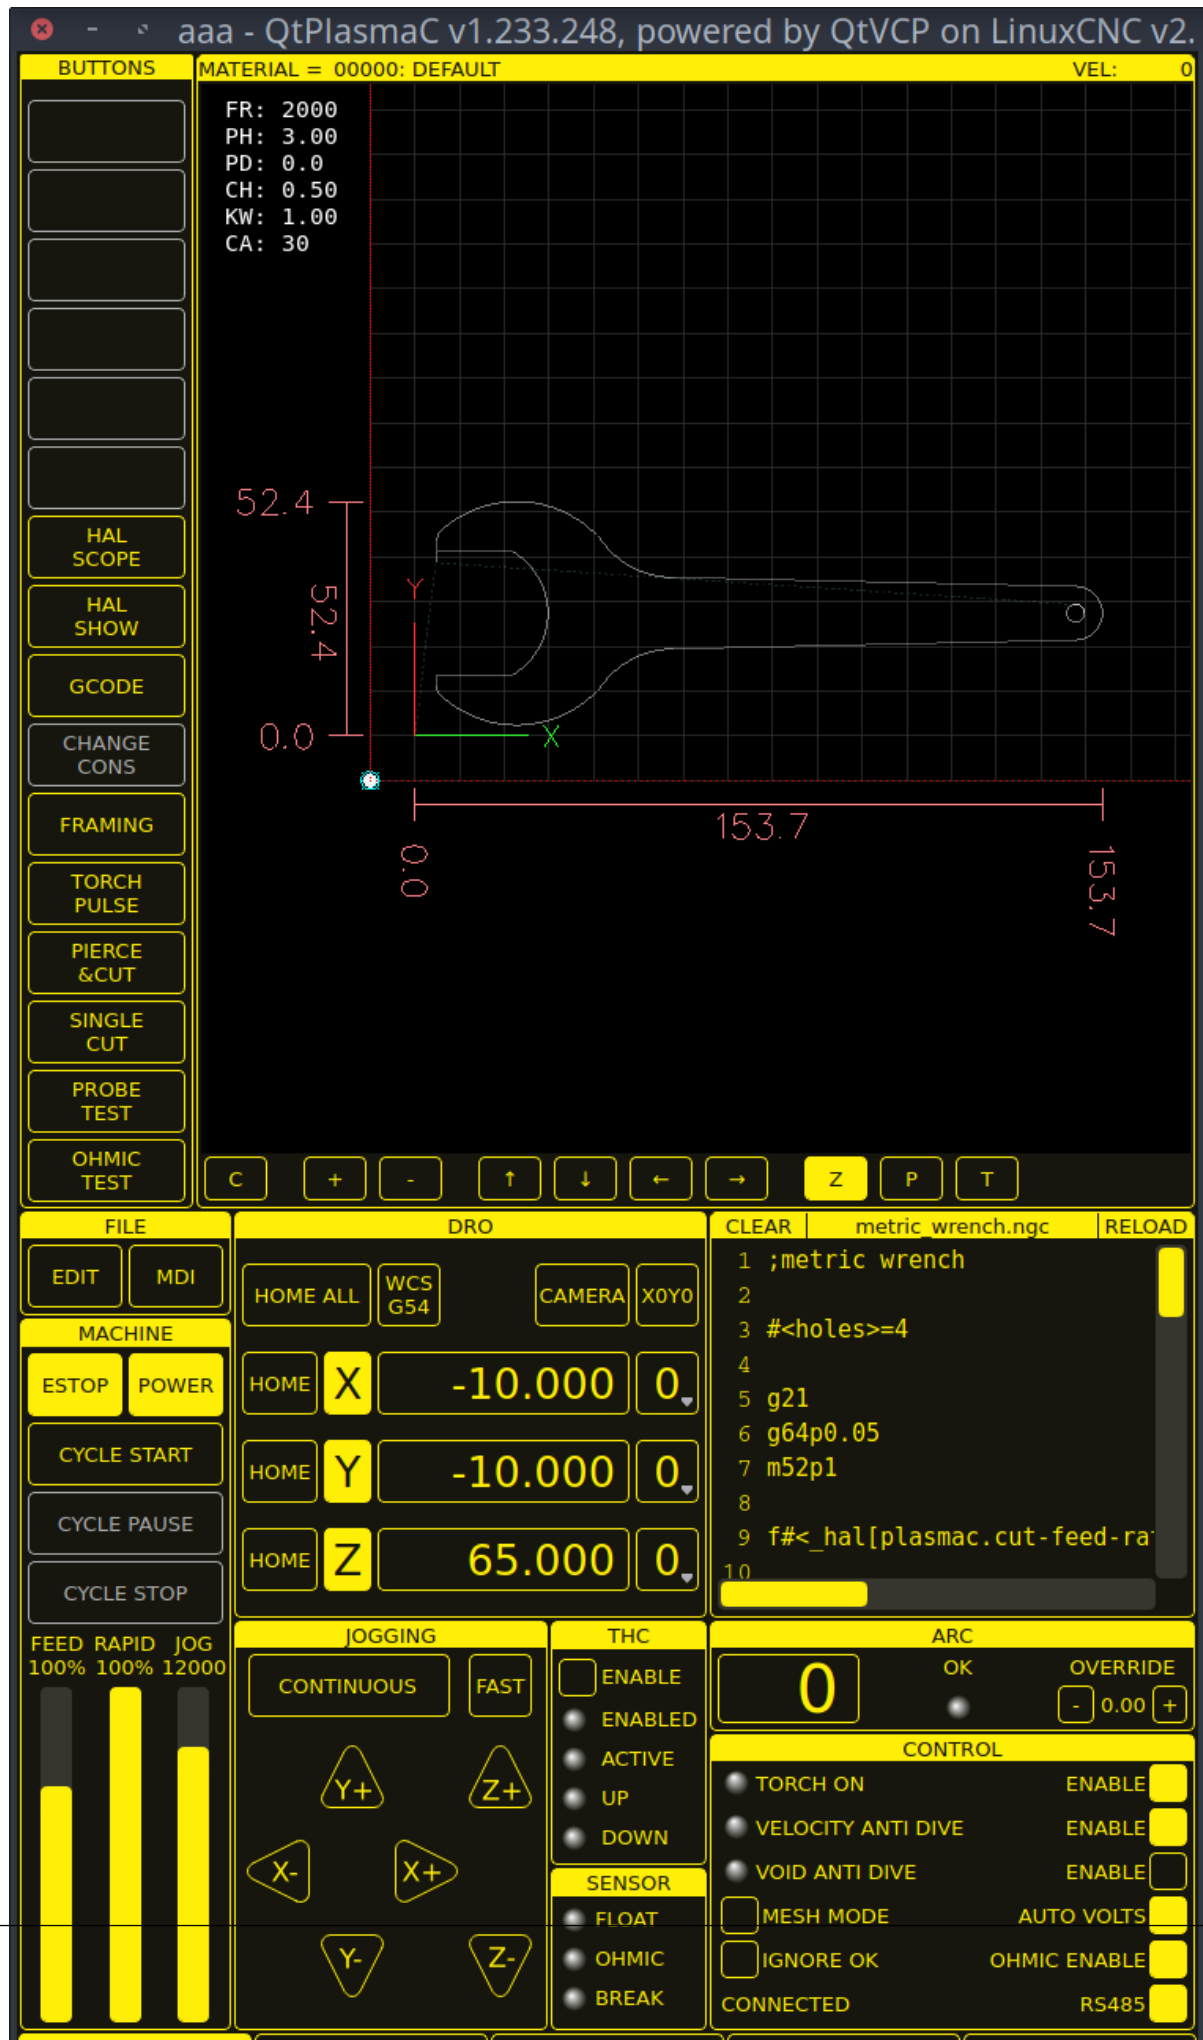 aaa - QtPlasmaC v1.233.248, powered by QtVCP on LinuxCNC v2.
BUTTONS
MATERIAL = 00000: DEFAULT
VEL: 0
FR: 2000
PH: 3.00
PD: 0.0
CH: 0.50
KW: 1.00
CA: 30
HAL
SCOPE
HAL
SHOW
GCODE
CHANGE
CONS
FRAMING
TORCH
PULSE
PIERCE
&CUT
SINGLE
CUT
PROBE
TEST
OHMIC
TEST
52.4
52.4
0.0
Y
X
153.7
0.0
153.7
C + - ↑ ↓ ← → Z P T
FILE
EDIT MDI
MACHINE
ESTOP POWER
CYCLE START
CYCLE PAUSE
CYCLE STOP
FEED RAPID JOG
100% 100% 12000
DRO
HOME ALL
WCS
G54
CAMERA X0Y0
HOME X -10.000 0
HOME Y -10.000 0
HOME Z 65.000 0
CLEAR metric_wrench.ngc RELOAD
1 ;metric wrench
2
3 #<holes>=4
4
5 g21
6 g64p0.05
7 m52p1
8
9 f#<_hal[plasmac.cut-feed-ra
10
JOGGING
CONTINUOUS FAST
Y+ Z+
X- X+
Y- Z-
THC
ENABLE
ENABLED
ACTIVE
UP
DOWN
SENSOR
FLOAT
OHMIC
BREAK
ARC
0
OK
OVERRIDE
- 0.00 +
CONTROL
TORCH ON ENABLE
VELOCITY ANTI DIVE ENABLE
VOID ANTI DIVE ENABLE
MESH MODE AUTO VOLTS
IGNORE OK OHMIC ENABLE
CONNECTED RS485